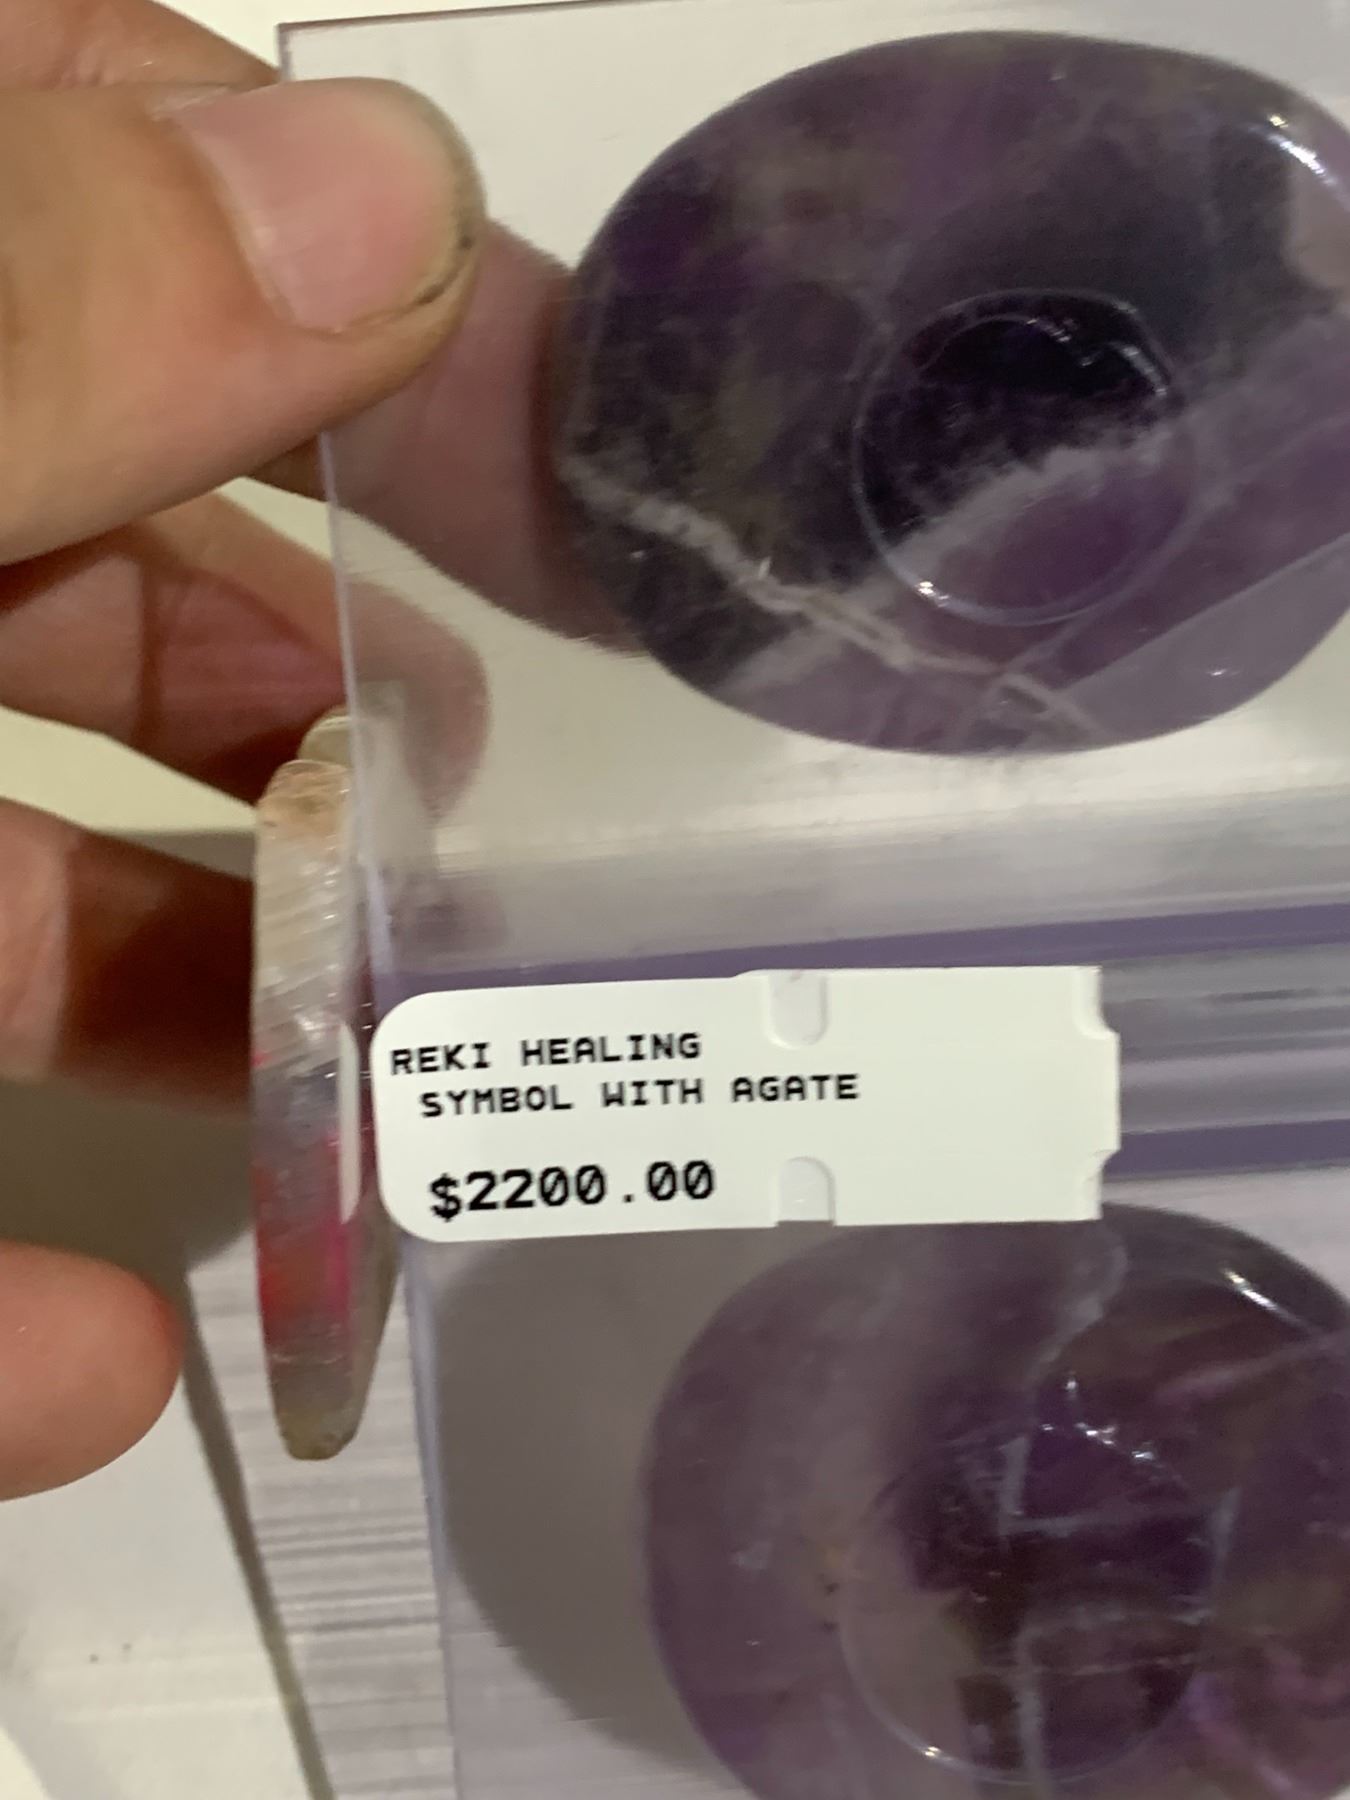 REKI HEALING
SYMBOL WITH AGATE
$2200.00